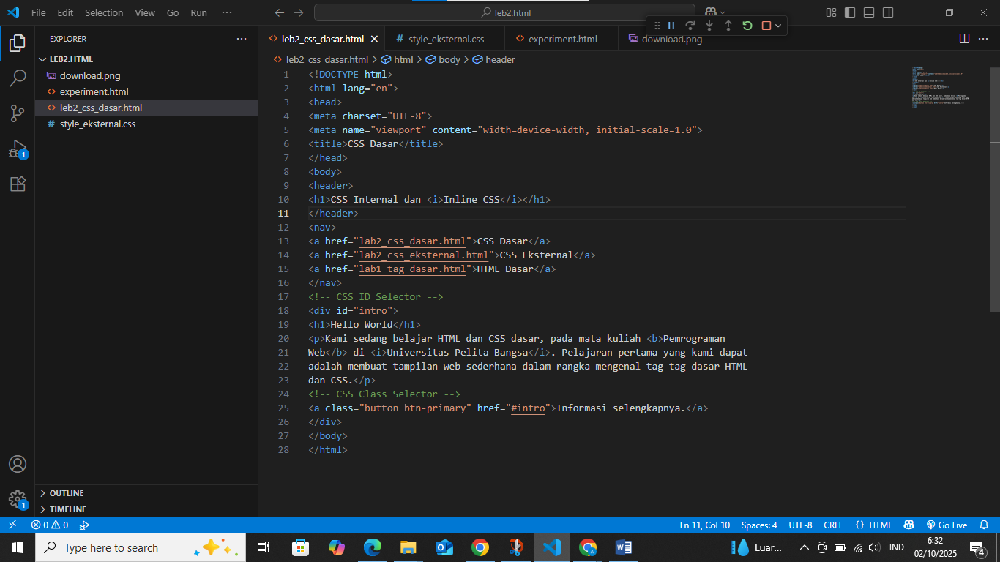 File Edit Selection View Go Run ···
leb2.html
EXPLORER ···
LEB2.HTML
download.png
experiment.html
leb2_css_dasar.html
style_eksternal.css
OUTLINE
TIMELINE
leb2_css_dasar.html style_eksternal.css experiment.html download.png
leb2_css_dasar.html > html > body > header
1 <!DOCTYPE html>
2 <html lang="en">
3 <head>
4 <meta charset="UTF-8">
5 <meta name="viewport" content="width=device-width, initial-scale=1.0">
6 <title>CSS Dasar</title>
7 </head>
8 <body>
9 <header>
10 <h1>CSS Internal dan <i>Inline CSS</i></h1>
11 </header>
12 <nav>
13 <a href="lab2_css_dasar.html">CSS Dasar</a>
14 <a href="lab2_css_eksternal.html">CSS Eksternal</a>
15 <a href="lab1_tag_dasar.html">HTML Dasar</a>
16 </nav>
17 <!-- CSS ID Selector -->
18 <div id="intro">
19 <h1>Hello World</h1>
20 <p>Kami sedang belajar HTML dan CSS dasar, pada mata kuliah <b>Pemrograman
21 Web</b> di <i>Universitas Pelita Bangsa</i>. Pelajaran pertama yang kami dapat
22 adalah membuat tampilan web sederhana dalam rangka mengenal tag-tag dasar HTML
23 dan CSS.</p>
24 <!-- CSS Class Selector -->
25 <a class="button btn-primary" href="#intro">Informasi selengkapnya.</a>
26 </div>
27 </body>
28 </html>
1
1
0 0 Ln 11, Col 10 Spaces: 4 UTF-8 CRLF { } HTML Go Live
Type here to search Luar... IND 6:32
02/10/2025 4